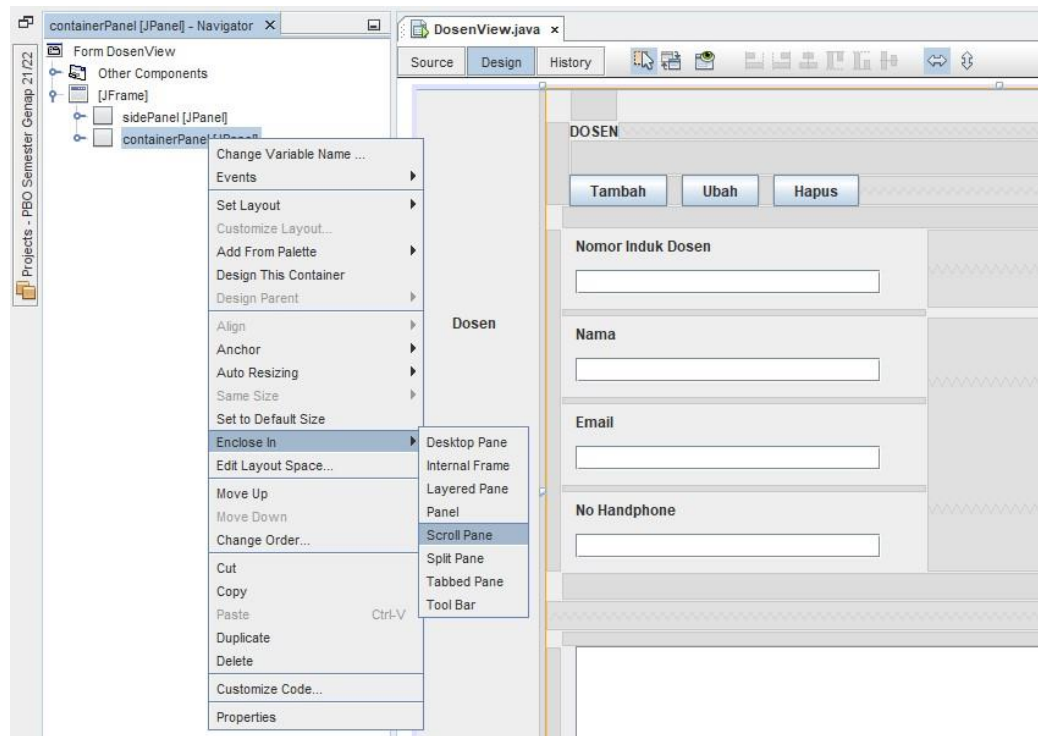 containerPanel [JPanel] - Navigator
Form DosenView
Other Components
[JFrame]
sidePanel [JPanel]
containerPanel [JPanel]
Projects - PBO Semester Genap 21/22
Change Variable Name ...
Events
Set Layout
Customize Layout...
Add From Palette
Design This Container
Design Parent
Align
Anchor
Auto Resizing
Same Size
Set to Default Size
Enclose In
Edit Layout Space...
Move Up
Move Down
Change Order...
Cut
Copy
Paste Ctrl-V
Duplicate
Delete
Customize Code...
Properties
Desktop Pane
Internal Frame
Layered Pane
Panel
Scroll Pane
Split Pane
Tabbed Pane
Tool Bar
DosenView.java
Source Design History
Dosen
DOSEN
Tambah Ubah Hapus
Nomor Induk Dosen
Nama
Email
No Handphone